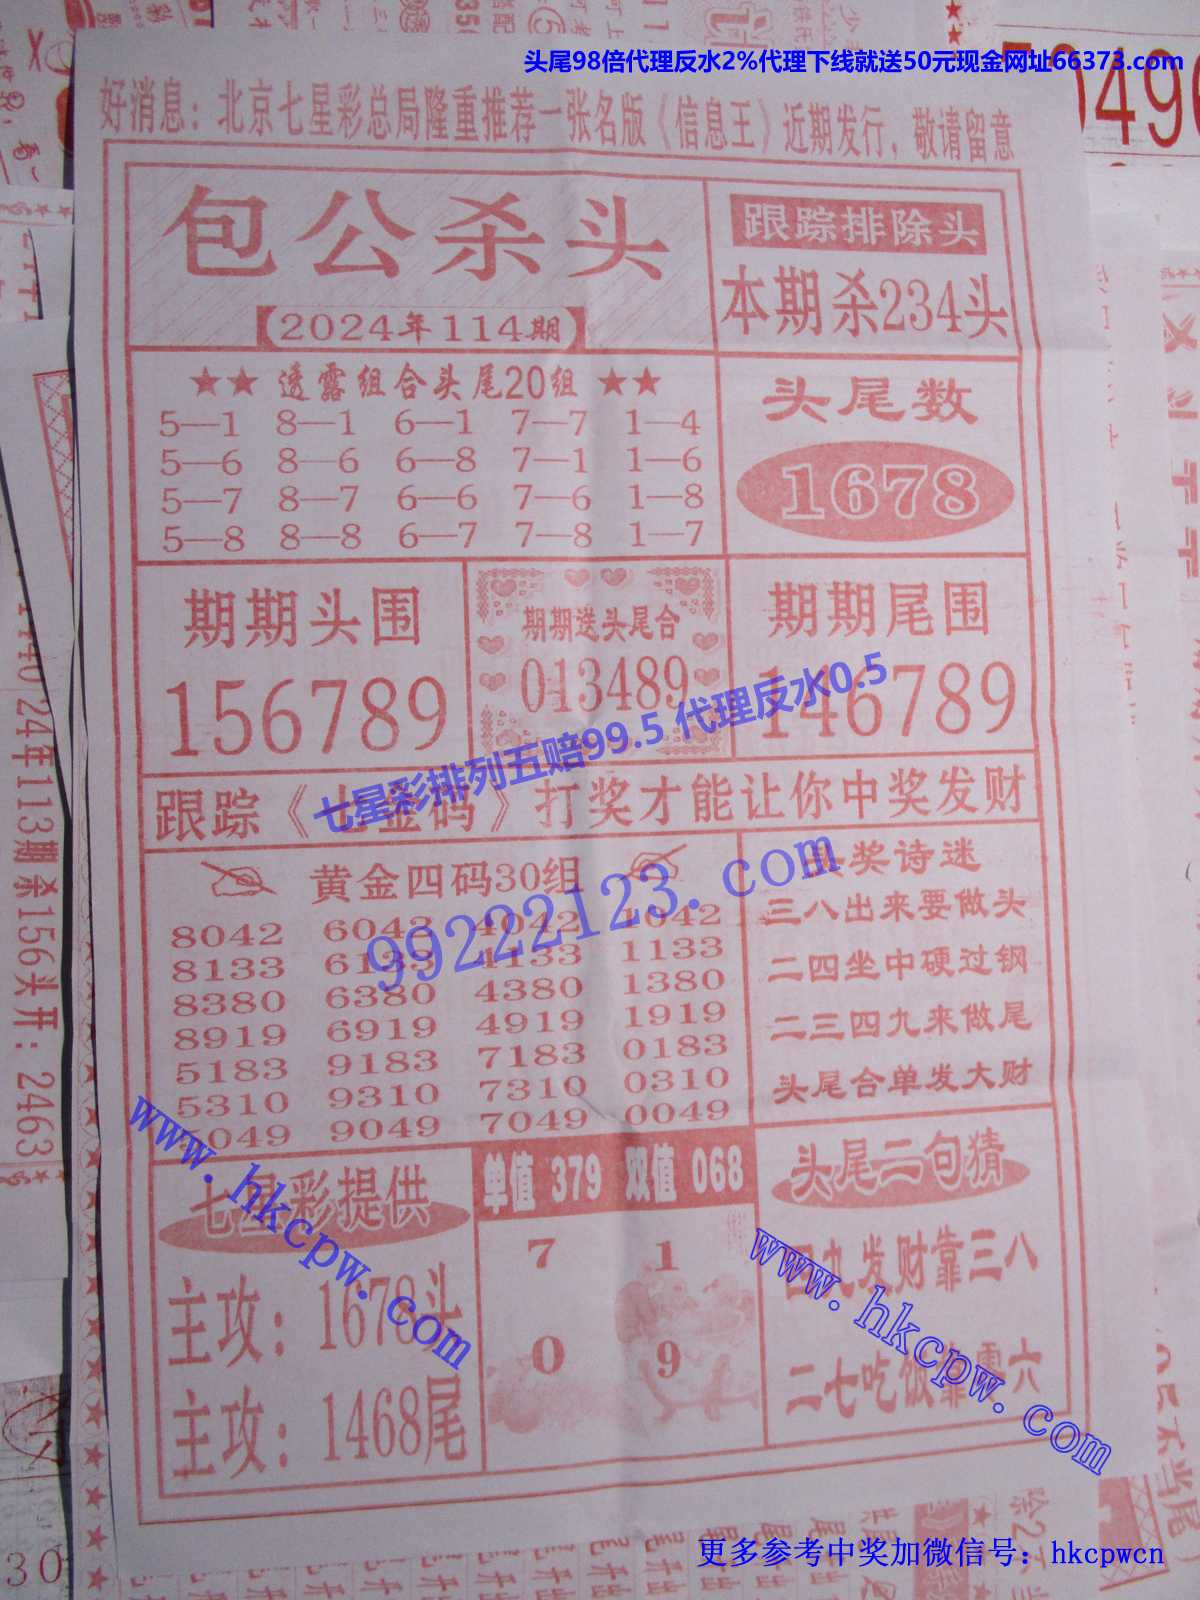 头尾98倍代理反水2%代理下线就送50元现金网址66373.com
好消息：北京七星彩总局隆重推荐一张名版《信息王》近期发行，敬请留意
包公杀头
【2024年114期】
跟踪排除头
本期杀234头
★★ 透露组合头尾20组 ★★
5—1 8—1 6—1 7—7 1—4
5—6 8—6 6—8 7—1 1—6
5—7 8—7 6—6 7—6 1—8
5—8 8—8 6—7 7—8 1—7
头尾数
1678
期期头围
156789
期期送头尾合
013489
期期尾围
146789
七星彩排列五赔99.5 代理反水0.5
跟踪《七金码》打奖才能让你中奖发财
黄金四码30组
8042 6042 4042 1042
8133 6133 4133 1133
8380 6380 4380 1380
8919 6919 4919 1919
5183 9183 7183 0183
5310 9310 7310 0310
5049 9049 7049 0049
99222123.com
头奖诗迷
三八出来要做头
二四坐中硬过钢
二三四九来做尾
头尾合单发大财
七星彩提供
主攻：1678头
主攻：1468尾
单值 379 双值 068
7 1
0 9
头尾二句猜
四九发财靠三八
二七吃饭靠零六
www.hkcpw.com
www.hkcpw.com
24年113期杀156头开：2463
更多参考中奖加微信号：hkcpwcn